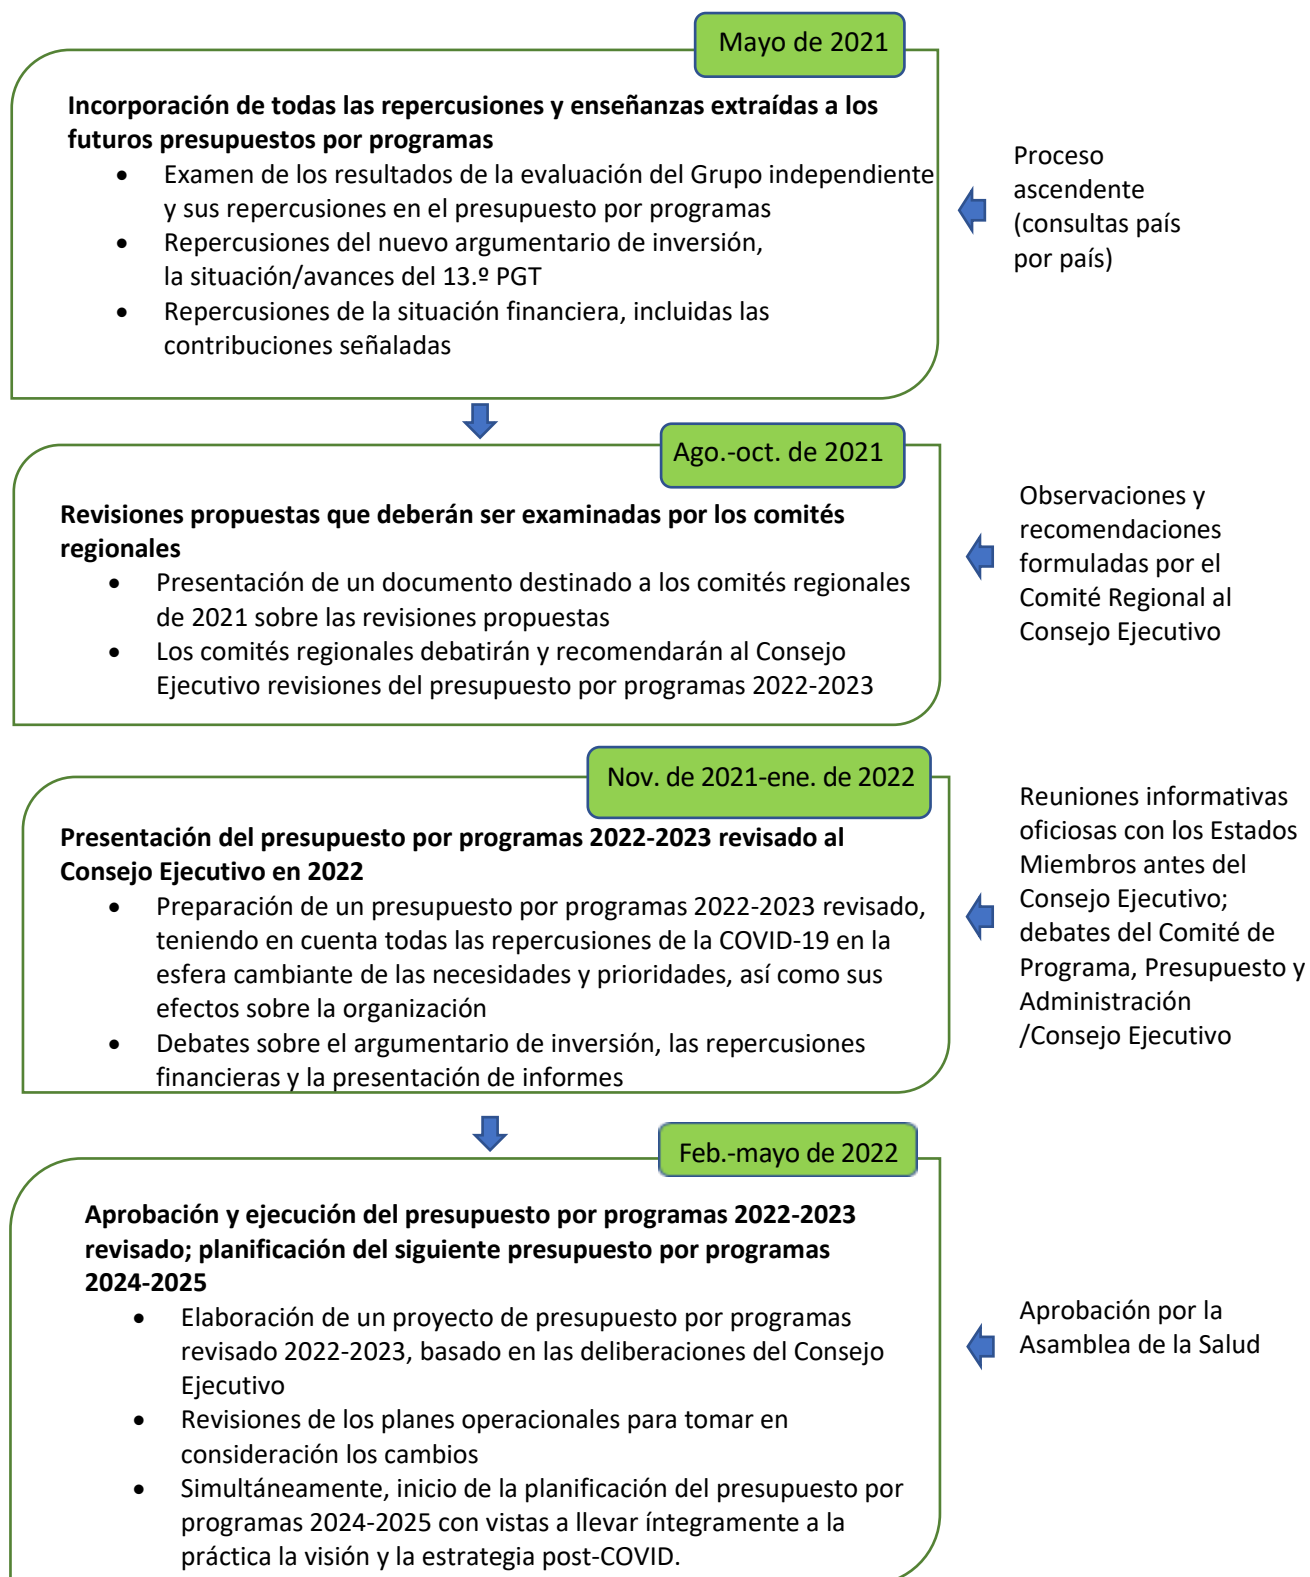 Mayo de 2021
Incorporación de todas las repercusiones y enseñanzas extraídas a los
futuros presupuestos por programas
• Examen de los resultados de la evaluación del Grupo independiente
y sus repercusiones en el presupuesto por programas
• Repercusiones del nuevo argumentario de inversión,
la situación/avances del 13.º PGT
• Repercusiones de la situación financiera, incluidas las
contribuciones señaladas
Proceso
ascendente
(consultas país
por país)
Ago.-oct. de 2021
Revisiones propuestas que deberán ser examinadas por los comités
regionales
• Presentación de un documento destinado a los comités regionales
de 2021 sobre las revisiones propuestas
• Los comités regionales debatirán y recomendarán al Consejo
Ejecutivo revisiones del presupuesto por programas 2022-2023
Observaciones y
recomendaciones
formuladas por el
Comité Regional al
Consejo Ejecutivo
Nov. de 2021-ene. de 2022
Presentación del presupuesto por programas 2022-2023 revisado al
Consejo Ejecutivo en 2022
• Preparación de un presupuesto por programas 2022-2023 revisado,
teniendo en cuenta todas las repercusiones de la COVID-19 en la
esfera cambiante de las necesidades y prioridades, así como sus
efectos sobre la organización
• Debates sobre el argumentario de inversión, las repercusiones
financieras y la presentación de informes
Reuniones informativas
oficiosas con los Estados
Miembros antes del
Consejo Ejecutivo;
debates del Comité de
Programa, Presupuesto y
Administración
/Consejo Ejecutivo
Feb.-mayo de 2022
Aprobación y ejecución del presupuesto por programas 2022-2023
revisado; planificación del siguiente presupuesto por programas
2024-2025
• Elaboración de un proyecto de presupuesto por programas
revisado 2022-2023, basado en las deliberaciones del Consejo
Ejecutivo
• Revisiones de los planes operacionales para tomar en
consideración los cambios
• Simultáneamente, inicio de la planificación del presupuesto por
programas 2024-2025 con vistas a llevar íntegramente a la
práctica la visión y la estrategia post-COVID.
Aprobación por la
Asamblea de la Salud